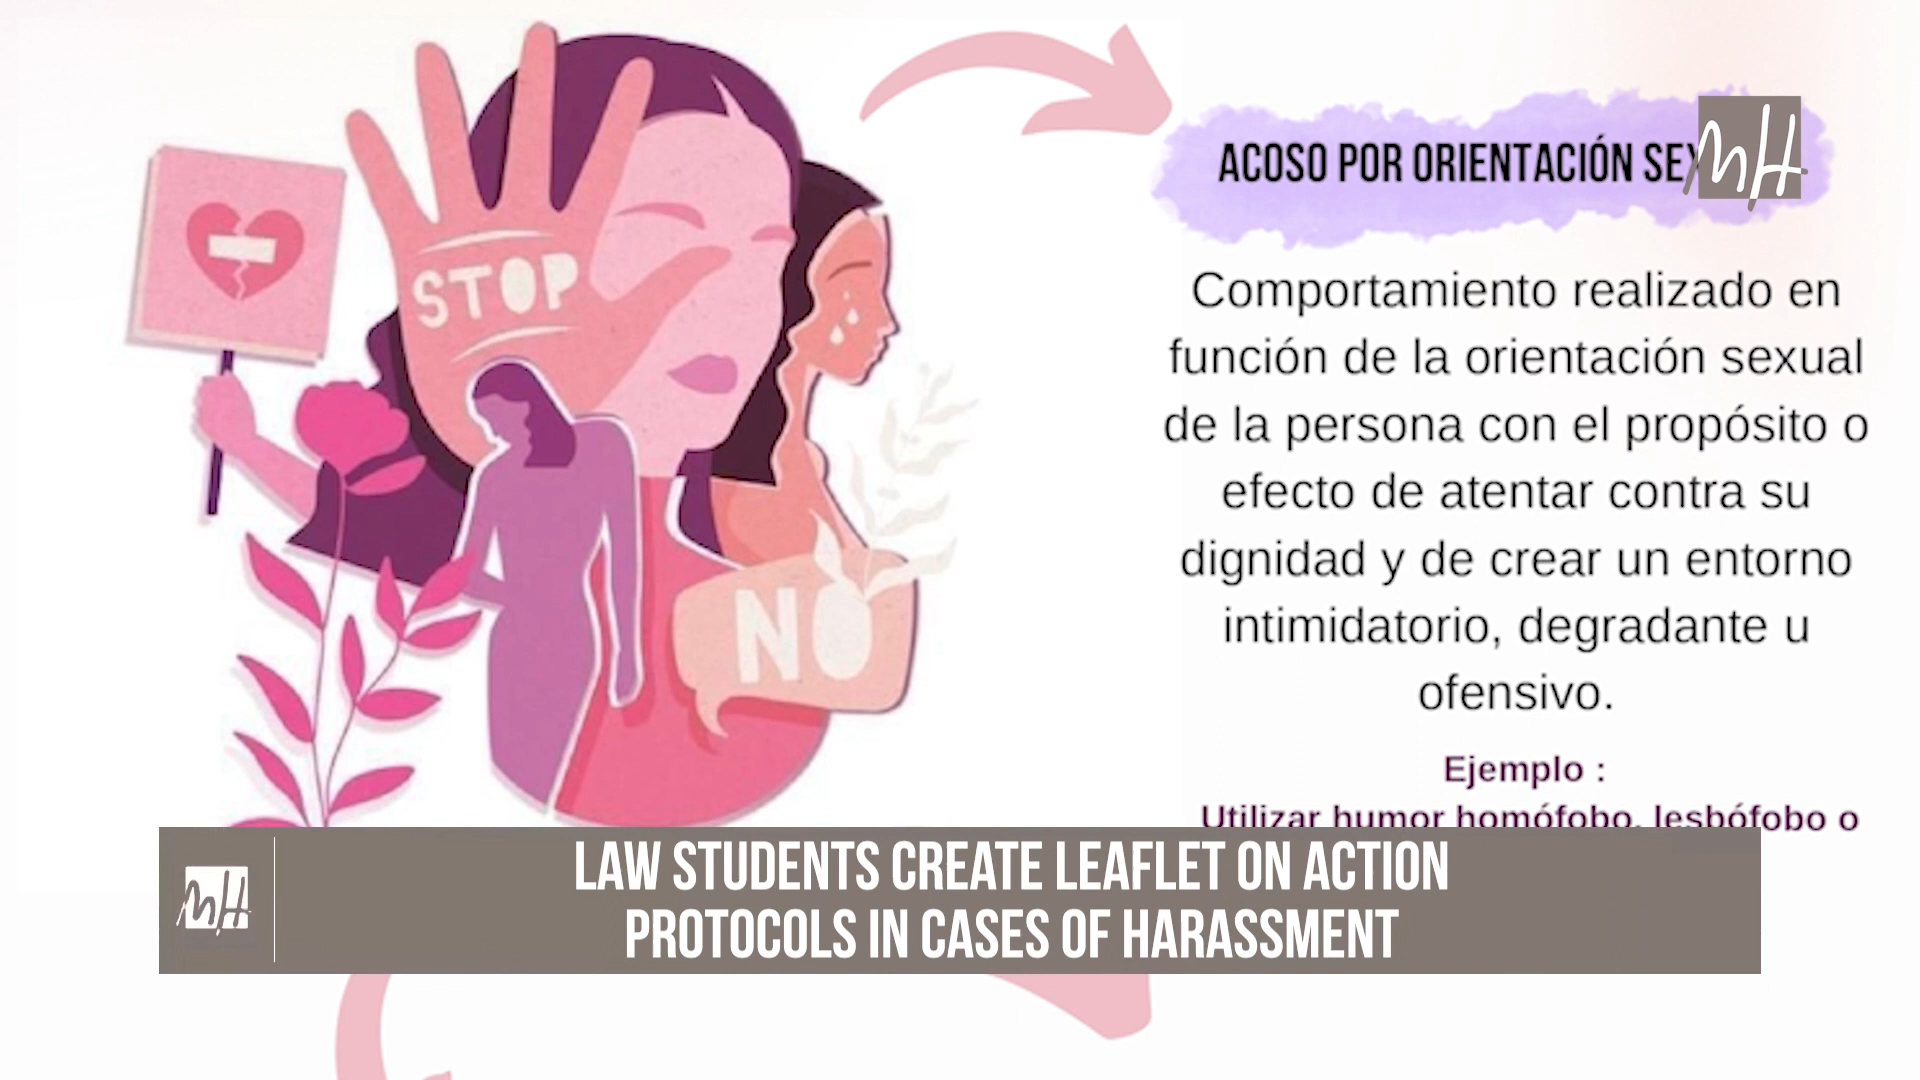 STOP
NO
ACOSO POR ORIENTACIÓN
Comportamiento realizado en
función de la orientación sexual
de la persona con el propósito o
efecto de atentar contra su
dignidad y de crear un entorno
intimidatorio, degradante u
ofensivo.
Ejemplo :
Utilizar humor homófobo, lesbófobo o
LAW STUDENTS CREATE LEAFLET ON ACTION
PROTOCOLS IN CASES OF HARASSMENT